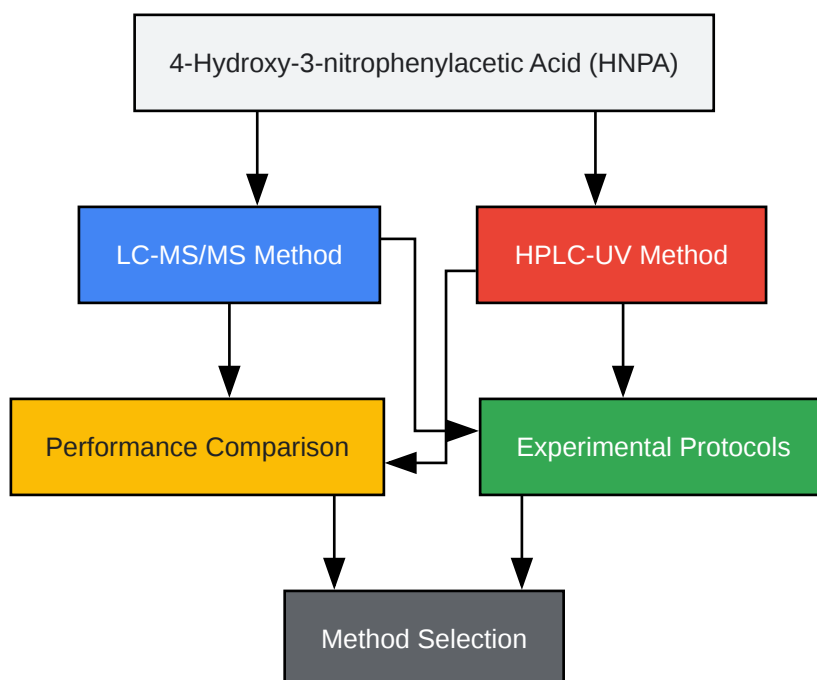 4-Hydroxy-3-nitrophenylacetic Acid (HNPA)
LC-MS/MS Method
HPLC-UV Method
Performance Comparison
Experimental Protocols
Method Selection